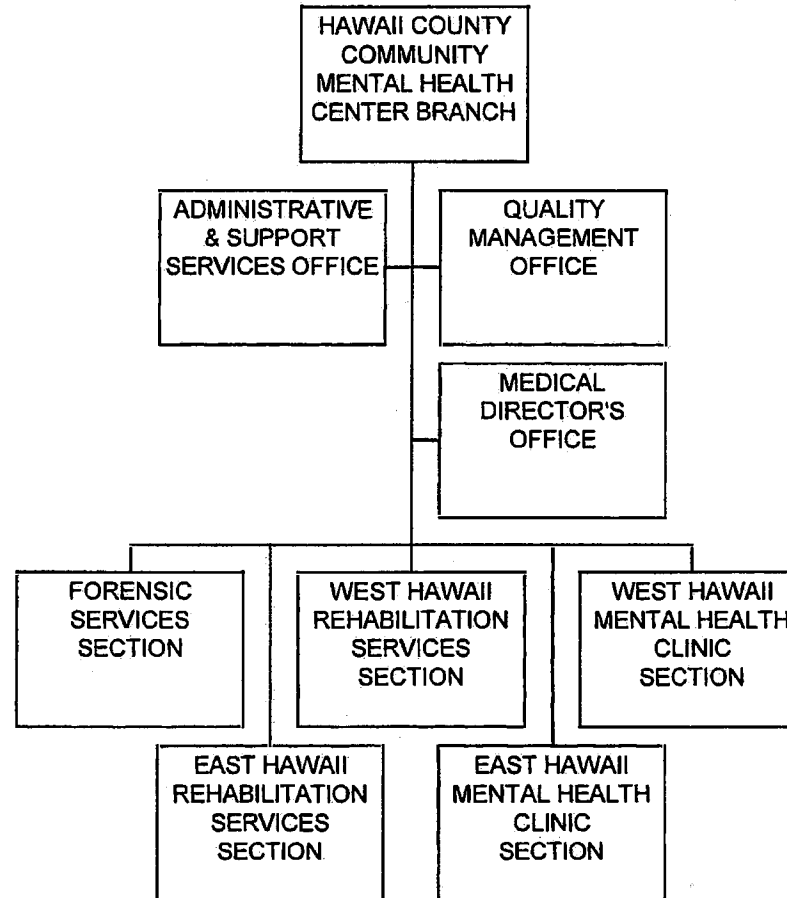 HAWAII COUNTY
COMMUNITY
MENTAL HEALTH
CENTER BRANCH
ADMINISTRATIVE
& SUPPORT
SERVICES OFFICE
QUALITY
MANAGEMENT
OFFICE
MEDICAL
DIRECTOR'S
OFFICE
FORENSIC
SERVICES
SECTION
WEST HAWAII
REHABILITATION
SERVICES
SECTION
WEST HAWAII
MENTAL HEALTH
CLINIC
SECTION
EAST HAWAII
REHABILITATION
SERVICES
SECTION
EAST HAWAII
MENTAL HEALTH
CLINIC
SECTION